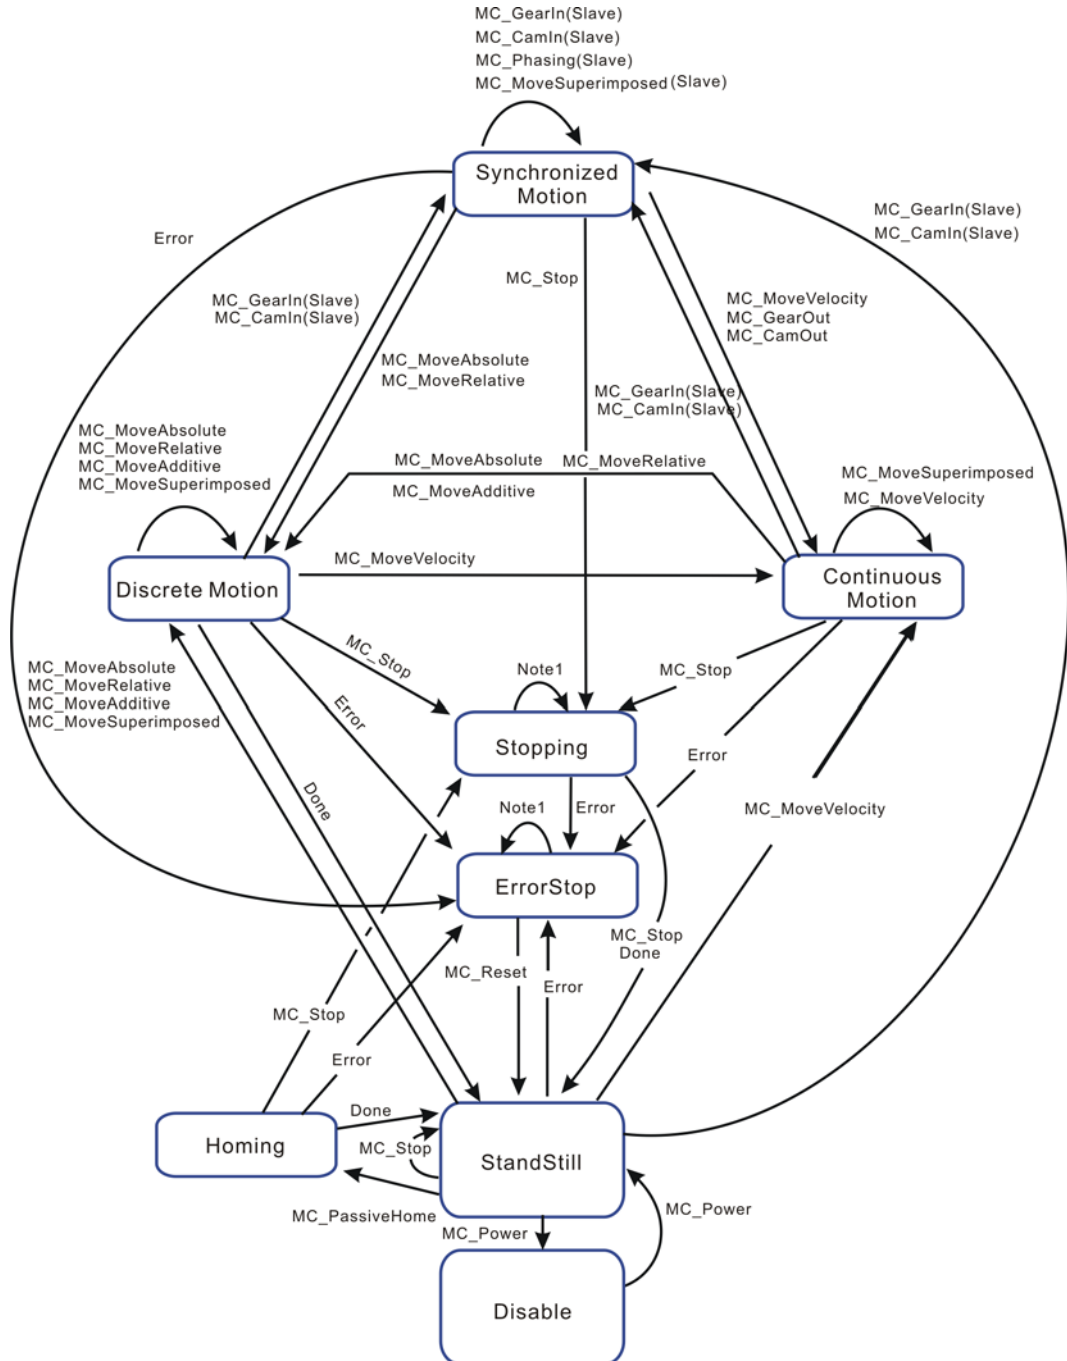 MC_GearIn(Slave)
MC_CamIn(Slave)
MC_Phasing(Slave)
MC_MoveSuperimposed (Slave)
Synchronized
Motion
MC_GearIn(Slave)
MC_CamIn(Slave)
Error
MC_Stop
MC_GearIn(Slave)
MC_CamIn(Slave)
MC_MoveVelocity
MC_GearOut
MC_CamOut
MC_MoveAbsolute
MC_MoveRelative
MC_GearIn(Slave)
MC_CamIn(Slave)
MC_MoveAbsolute
MC_MoveRelative
MC_MoveAdditive
MC_MoveSuperimposed
MC_MoveAbsolute MC_MoveRelative
MC_MoveAdditive
MC_MoveSuperimposed
MC_MoveVelocity
MC_MoveVelocity
Discrete Motion
Continuous
Motion
MC_Stop
Note1
MC_Stop
MC_MoveAbsolute
MC_MoveRelative
MC_MoveAdditive
MC_MoveSuperimposed
Error
Stopping
Error
Done
Note1
Error
MC_MoveVelocity
ErrorStop
MC_Stop
Done
MC_Reset
Error
MC_Stop
Error
Done
Homing
MC_Stop
StandStill
MC_PassiveHome
MC_Power
MC_Power
Disable